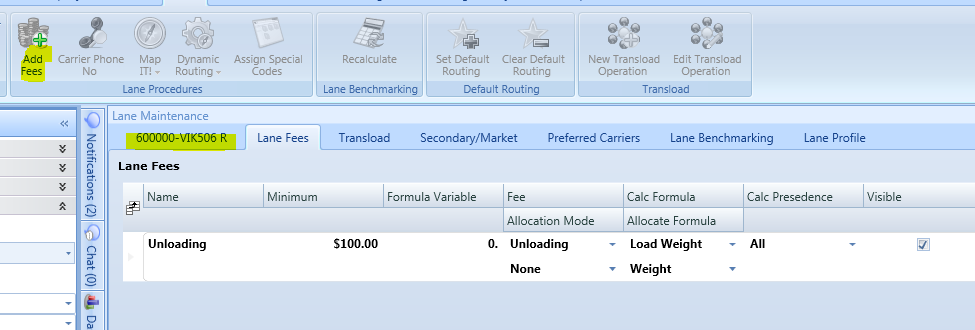 Add Fees
Carrier Phone No
Map IT!
Dynamic Routing
Assign Special Codes
Recalculate
Set Default Routing
Clear Default Routing
New Transload Operation
Edit Transload Operation
Lane Procedures
Lane Benchmarking
Default Routing
Transload
Notifications (2)
Chat (0)
Da
Lane Maintenance
600000-VIK506 R
Lane Fees
Transload
Secondary/Market
Preferred Carriers
Lane Benchmarking
Lane Profile
Lane Fees
Name Minimum Formula Variable Fee Calc Formula Calc Presedence Visible
Allocation Mode Allocate Formula
Unloading $100.00 0. Unloading Load Weight All
None Weight